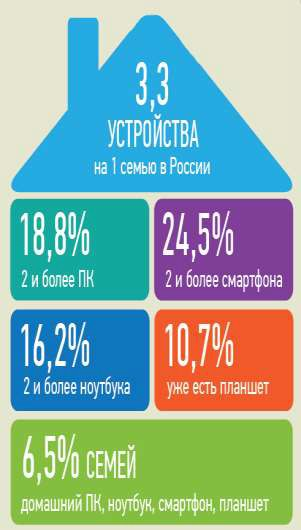 3,3
УСТРОЙСТВА
на 1 семью в России
18,8%
2 и более ПК
24,5%
2 и более смартфона
16,2%
2 и более ноутбука
10,7%
уже есть планшет
6,5% СЕМЕЙ
домашний ПК, ноутбук, смартфон, планшет